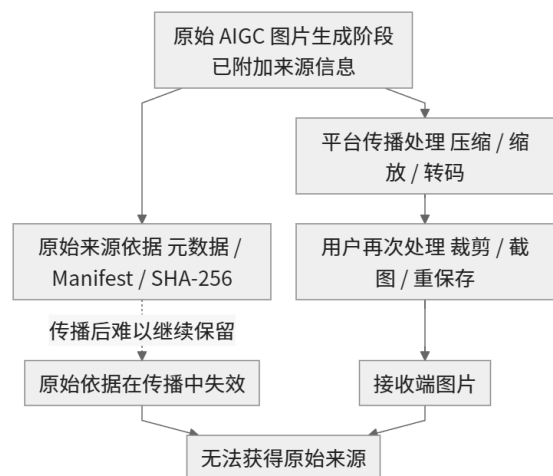 原始 AIGC 图片生成阶段
已附加来源信息
平台传播处理 压缩 / 缩
放 / 转码
原始来源依据 元数据 /
Manifest / SHA-256
用户再次处理 裁剪 / 截
图 / 重保存
传播后难以继续保留
原始依据在传播中失效
接收端图片
无法获得原始来源